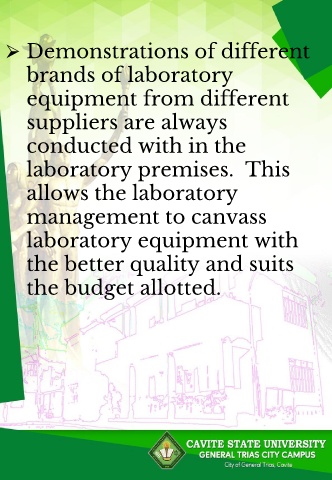 ➢ Demonstrations of different
brands of laboratory
equipment from different
suppliers are always
conducted with in the
laboratory premises. This
allows the laboratory
management to canvass
laboratory equipment with
the better quality and suits
the budget allotted.
CAVITE STATE UNIVERSITY
GENERAL TRIAS CITY CAMPUS
City of General Trias, Cavite